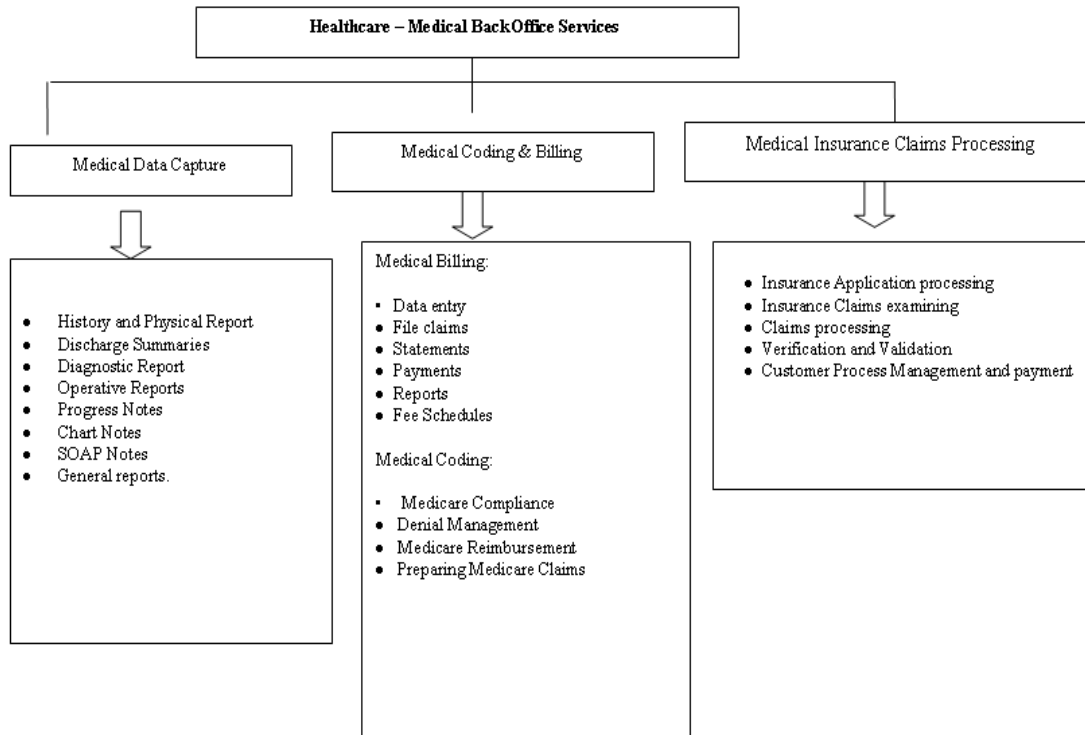 Healthcare – Medical BackOffice Services
Medical Data Capture
Medical Coding & Billing
Medical Insurance Claims Processing
● History and Physical Report
● Discharge Summaries
● Diagnostic Report
● Operative Reports
● Progress Notes
● Chart Notes
● SOAP Notes
● General reports.
Medical Billing:
▪ Data entry
● File claims
● Statements
● Payments
● Reports
● Fee Schedules
Medical Coding:
▪ Medicare Compliance
● Denial Management
● Medicare Reimbursement
● Preparing Medicare Claims
● Insurance Application processing
● Insurance Claims examining
● Claims processing
● Verification and Validation
● Customer Process Management and payment